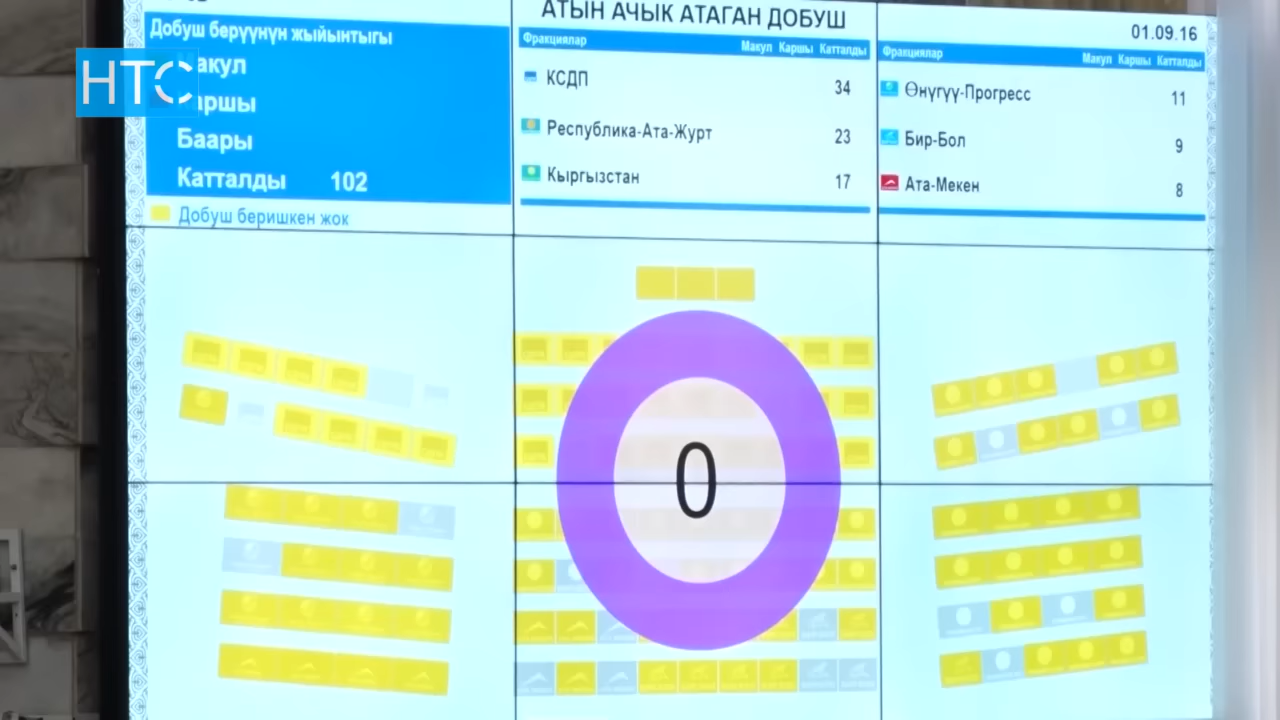 Добуш берүүнүн жыйынтыгы
НТС
акул
аршы
Баары
Катталды 102
Добуш беришкен жок
АТЫН АЧЫК АТАГАН ДОБУШ
Фракциялар Макул Каршы Катталды
КСДП 34
Республика-Ата-Журт 23
Кыргызстан 17
01.09.16
Фракциялар Макул Каршы Катталды
Өнүгүү-Прогресс 11
Бир-Бол 9
Ата-Мекен 8
0